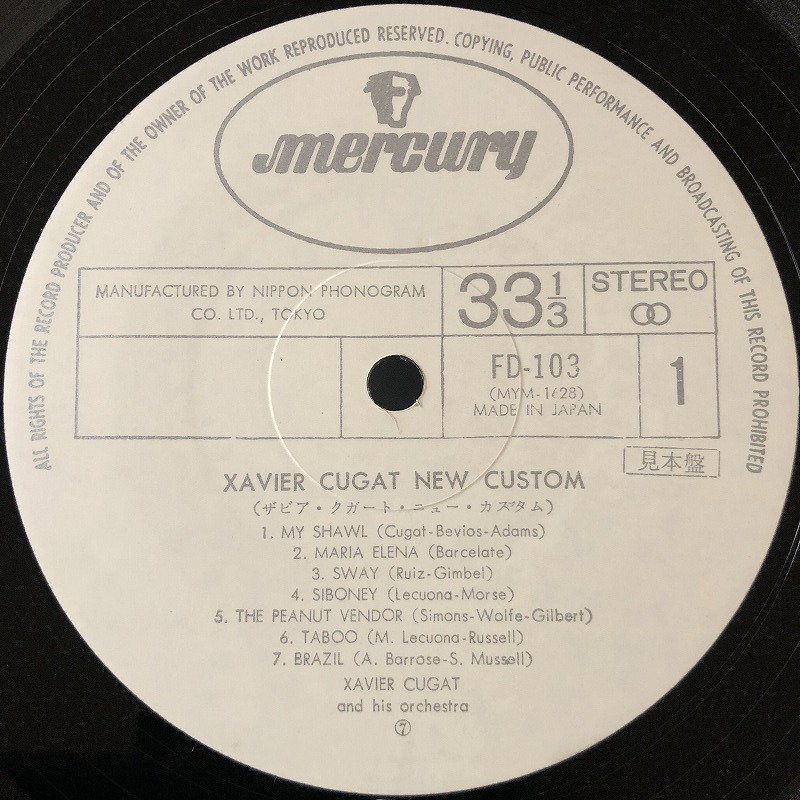 ALL RIGHTS OF THE RECORD PRODUCER AND OF THE OWNER OF THE WORK REPRODUCED RESERVED. COPYING, PUBLIC PERFORMANCE AND BROADCASTING OF THIS RECORD PROHIBITED
mercury
MANUFACTURED BY NIPPON PHONOGRAM
CO. LTD., TOKYO
33 1/3
STEREO
FD-103
(MYM-1628)
MADE IN JAPAN
1
見本盤
XAVIER CUGAT NEW CUSTOM
(ザビア・クガート・ニュー・カスタム)
1. MY SHAWL (Cugat-Bevios-Adams)
2. MARIA ELENA (Barcelate)
3. SWAY (Ruiz-Gimbel)
4. SIBONEY (Lecuona-Morse)
5. THE PEANUT VENDOR (Simons-Wolfe-Gilbert)
6. TABOO (M. Lecuona-Russell)
7. BRAZIL (A. Barrose-S. Mussell)
XAVIER CUGAT
and his orchestra
⑦